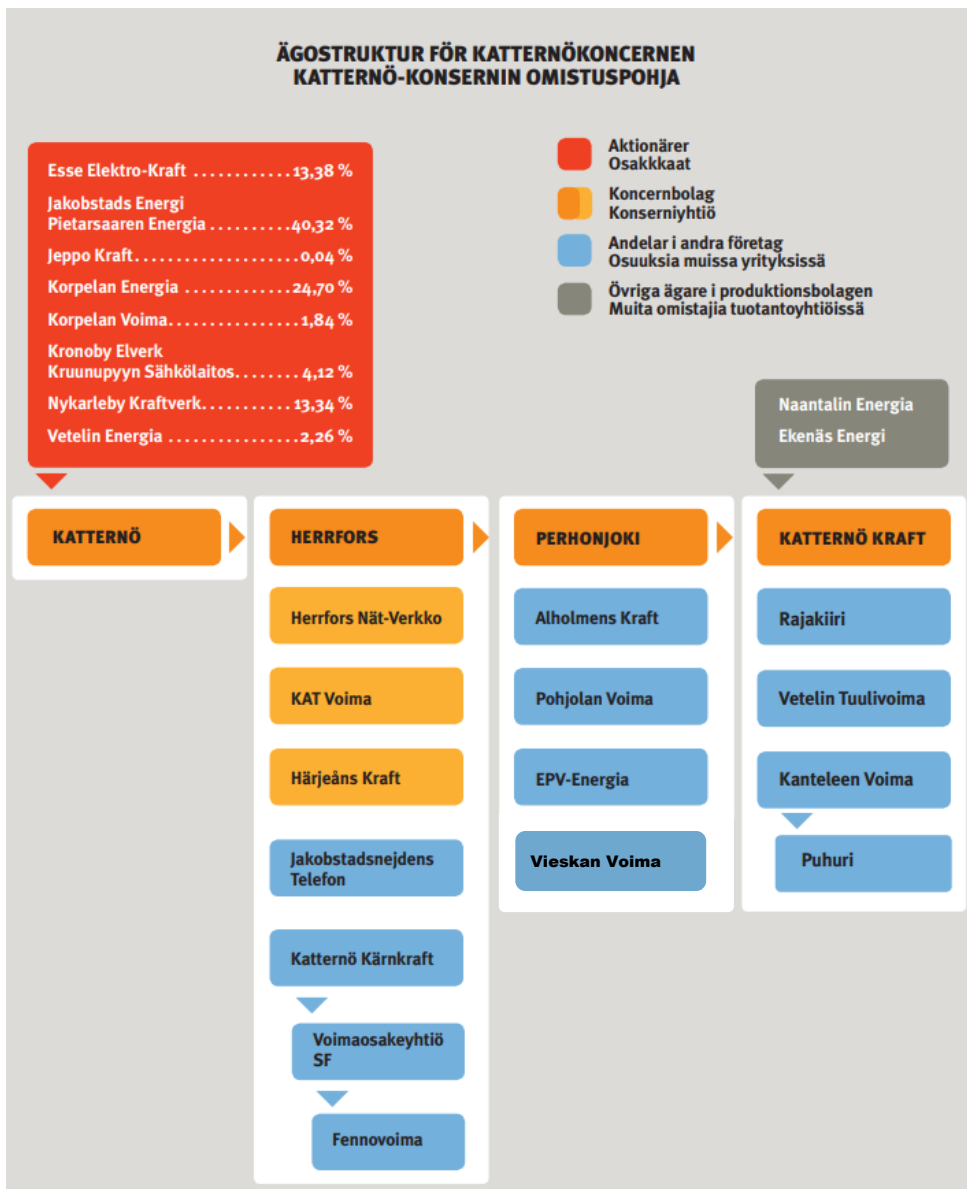 ÄGOSTRUKTUR FÖR KATTERNÖKONCERNEN
KATTERNÖ-KONSERNIN OMISTUSPOHJA
Esse Elektro-Kraft ............13,38 %
Jakobstads Energi
Pietarsaaren Energia ..........40,32 %
Jeppo Kraft....................0,04 %
Korpelan Energia ..............24,70 %
Korpelan Voima.................1,84 %
Kronoby Elverk
Kruunupyyn Sähkölaitos........ 4,12 %
Nykarleby Kraftverk...........13,34 %
Vetelin Energia ................2,26 %
Aktionärer
Osakkkaat
Koncernbolag
Konserniyhtiö
Andelar i andra företag
Osuuksia muissa yrityksissä
Övriga ägare i produktionsbolagen
Muita omistajia tuotantoyhtiöissä
Naantalin Energia
Ekenäs Energi
KATTERNÖ
HERRFORS
Herrfors Nät-Verkko
KAT Voima
Härjeåns Kraft
Jakobstadsnejdens
Telefon
Katternö Kärnkraft
Voimaosakeyhtiö
SF
Fennovoima
PERHONJOKI
Alholmens Kraft
Pohjolan Voima
EPV-Energia
Vieskan Voima
KATTERNÖ KRAFT
Rajakiiri
Vetelin Tuulivoima
Kanteleen Voima
Puhuri